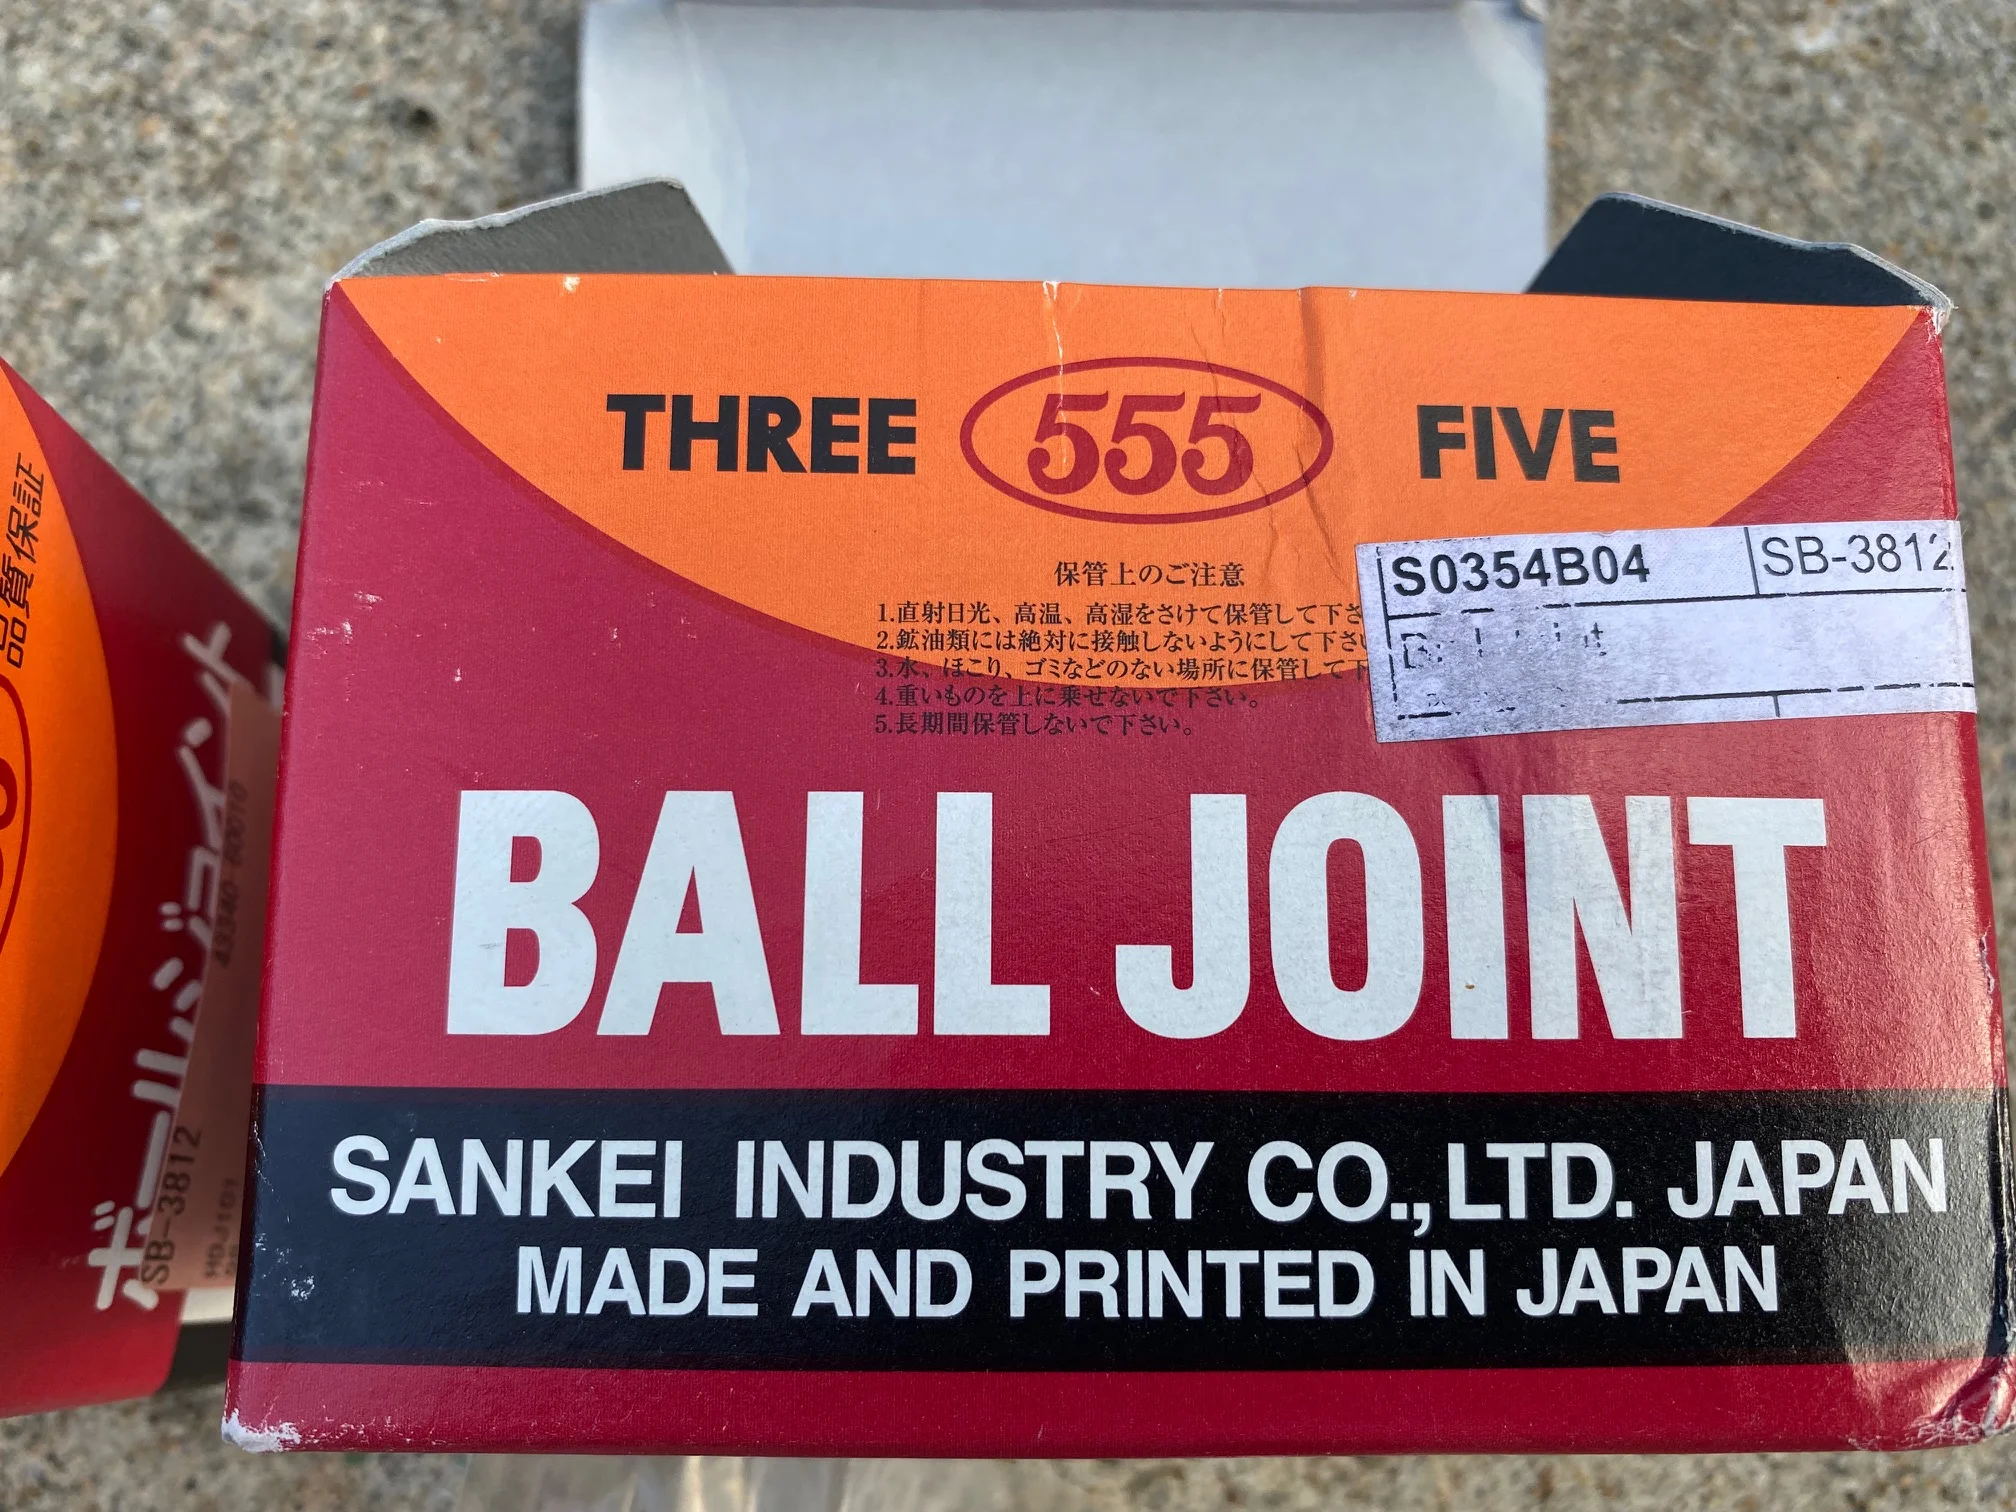 THREE 555 FIVE
保管上のご注意
1.直射日光、高温、高湿をさけて保管して下さ
2.鉱油類には絶対に接触しないようにして下さい
3.水、ほこり、ゴミなどのない場所に保管して下
4.重いものを上に乗せないで下さい。
5.長期間保管しないで下さい。
S0354B04 SB-3812
BALL JOINT
SANKEI INDUSTRY CO.,LTD. JAPAN
MADE AND PRINTED IN JAPAN
品質保証
ボールジョイント
43340-60010
SB-3812